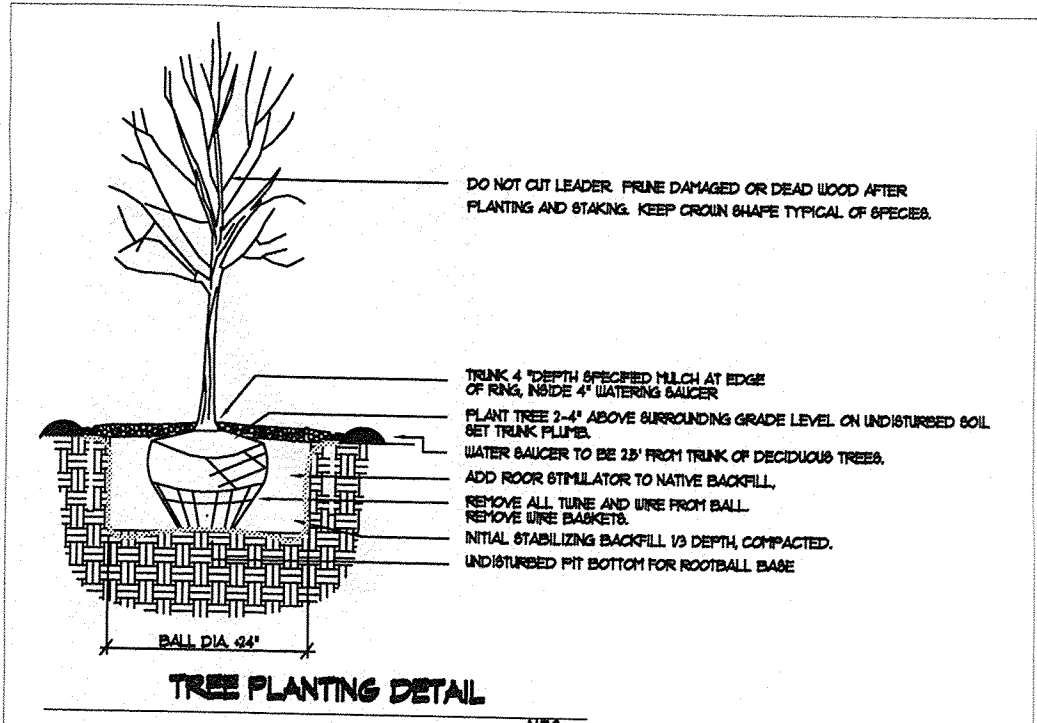 DO NOT CUT LEADER. PRUNE DAMAGED OR DEAD WOOD AFTER
PLANTING AND STAKING. KEEP CROWN SHAPE TYPICAL OF SPECIES.
TRUNK 4 "DEPTH SPECIFIED MULCH AT EDGE
OF RING, INSIDE 4" WATERING SAUCER
PLANT TREE 2-4" ABOVE SURROUNDING GRADE LEVEL ON UNDISTURBED SOIL
SET TRUNK PLUMB.
WATER SAUCER TO BE 2.5' FROM TRUNK OF DECIDUOUS TREES.
ADD ROOR STIMULATOR TO NATIVE BACKFILL,
REMOVE ALL TWINE AND WIRE FROM BALL.
REMOVE WIRE BASKETS.
INITIAL STABILIZING BACKFILL 1/3 DEPTH, COMPACTED.
UNDISTURBED PIT BOTTOM FOR ROOTBALL BASE
BALL DIA. +24"
TREE PLANTING DETAIL